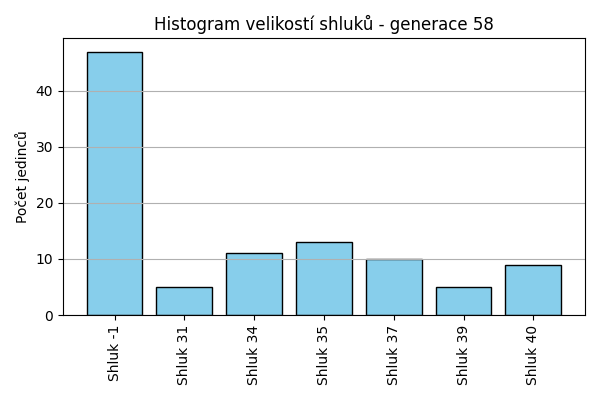 Histogram velikostí shluků - generace 58
Počet jedinců
40
30
20
10
0
Shluk -1
Shluk 31
Shluk 34
Shluk 35
Shluk 37
Shluk 39
Shluk 40